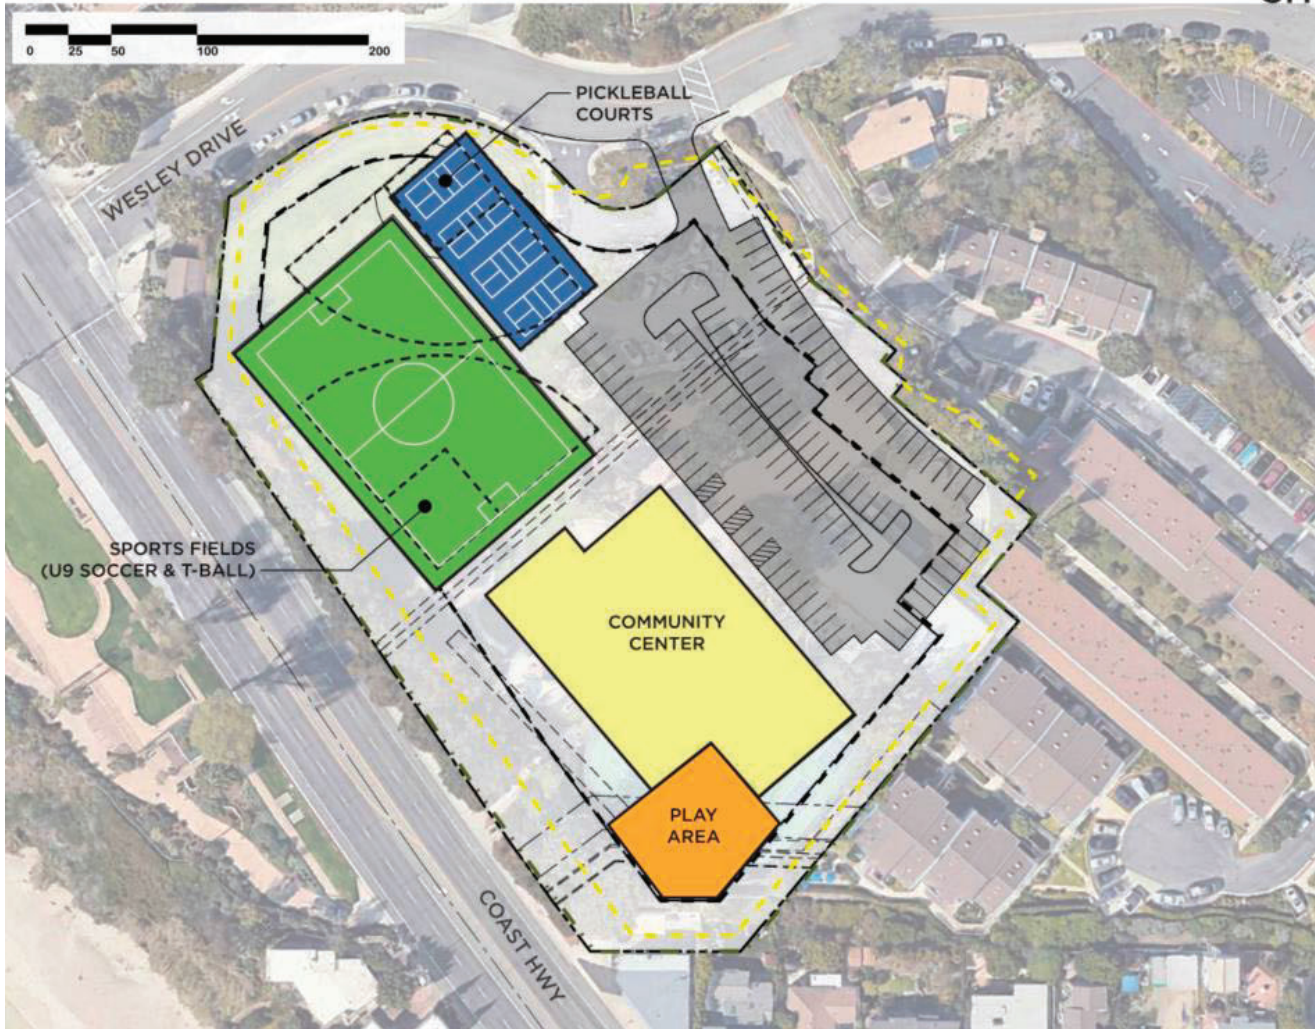 0 25 50 100 200
PICKLEBALL
COURTS
WESLEY DRIVE
SPORTS FIELDS
(U9 SOCCER & T-BALL)
COMMUNITY
CENTER
PLAY
AREA
COAST HWY